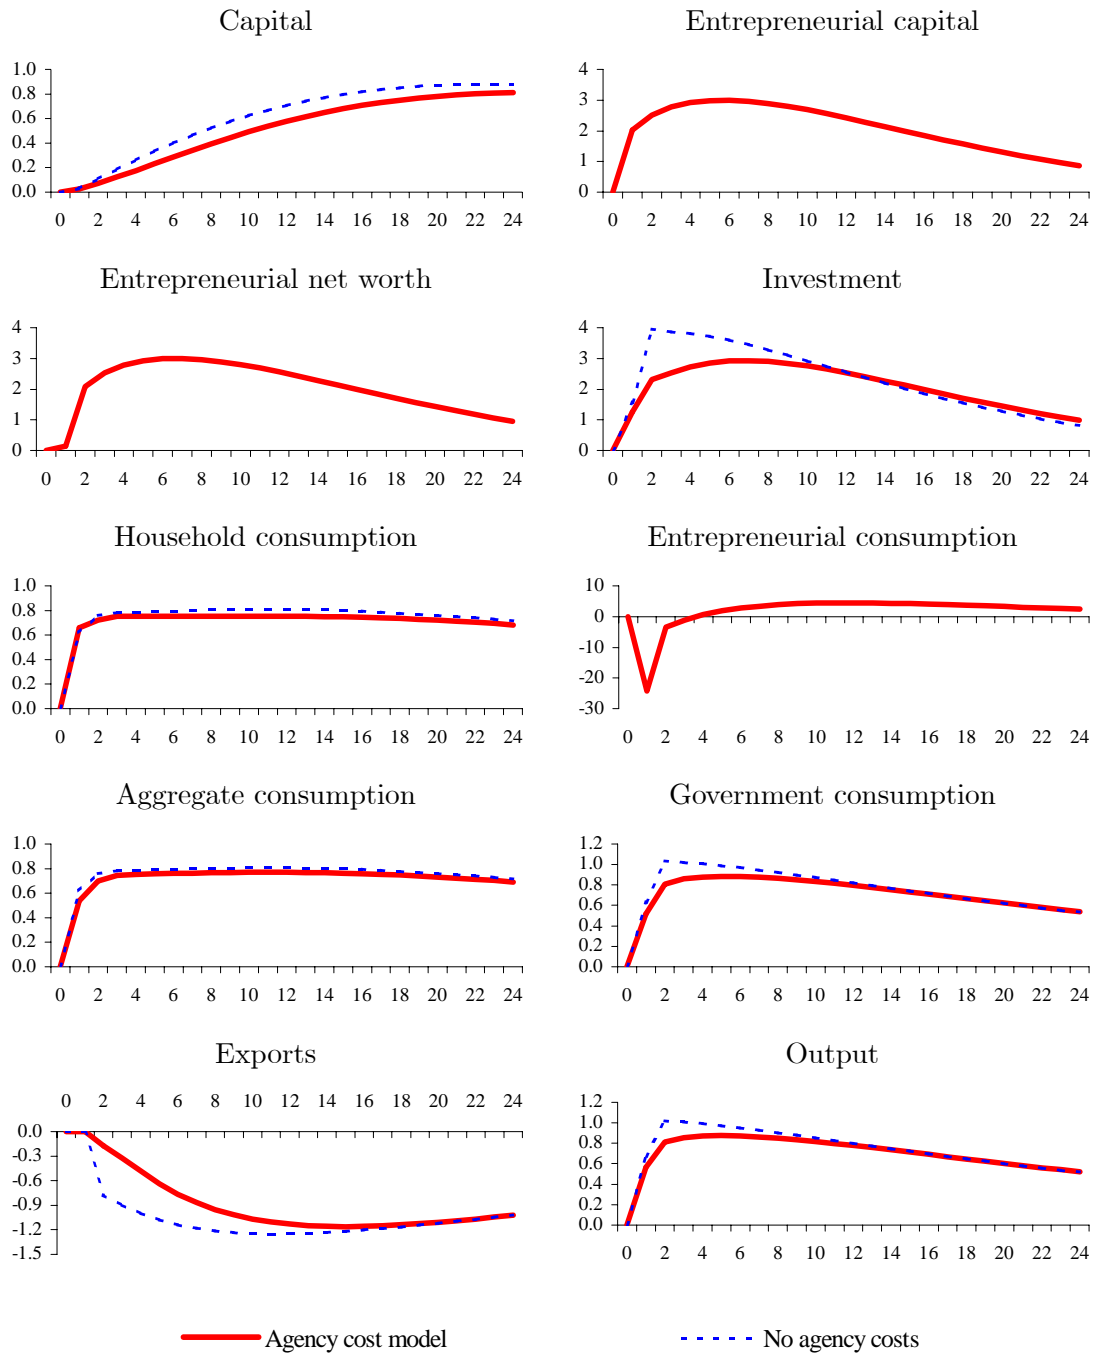 Capital
1.0
0.8
0.6
0.4
0.2
0.0
0 2 4 6 8 10 12 14 16 18 20 22 24
Entrepreneurial capital
4
3
2
1
0
0 2 4 6 8 10 12 14 16 18 20 22 24
Entrepreneurial net worth
4
3
2
1
0
0 2 4 6 8 10 12 14 16 18 20 22 24
Investment
4
3
2
1
0
0 2 4 6 8 10 12 14 16 18 20 22 24
Household consumption
1.0
0.8
0.6
0.4
0.2
0.0
0 2 4 6 8 10 12 14 16 18 20 22 24
Entrepreneurial consumption
10
0
-10
-20
-30
0 2 4 6 8 10 12 14 16 18 20 22 24
Aggregate consumption
1.0
0.8
0.6
0.4
0.2
0.0
0 2 4 6 8 10 12 14 16 18 20 22 24
Government consumption
1.2
1.0
0.8
0.6
0.4
0.2
0.0
0 2 4 6 8 10 12 14 16 18 20 22 24
Exports
0 2 4 6 8 10 12 14 16 18 20 22 24
0.0
-0.3
-0.6
-0.9
-1.2
-1.5
Output
1.2
1.0
0.8
0.6
0.4
0.2
0.0
0 2 4 6 8 10 12 14 16 18 20 22 24
Agency cost model
No agency costs